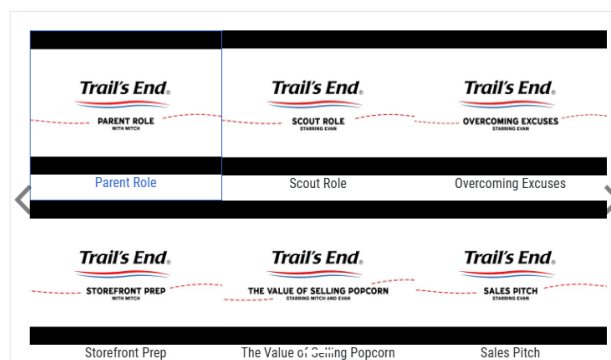 Trail's End®
PARENT ROLE
WITH MITCH
Trail's End®
SCOUT ROLE
STARRING EVAN
Trail's End®
OVERCOMING EXCUSES
STARRING EVAN
Parent Role
Scout Role
Overcoming Excuses
Trail's End®
STOREFRONT PREP
WITH MITCH
Trail's End®
THE VALUE OF SELLING POPCORN
STARRING MITCH AND EVAN
Trail's End®
SALES PITCH
STARRING EVAN
Storefront Prep
The Value of Selling Popcorn
Sales Pitch